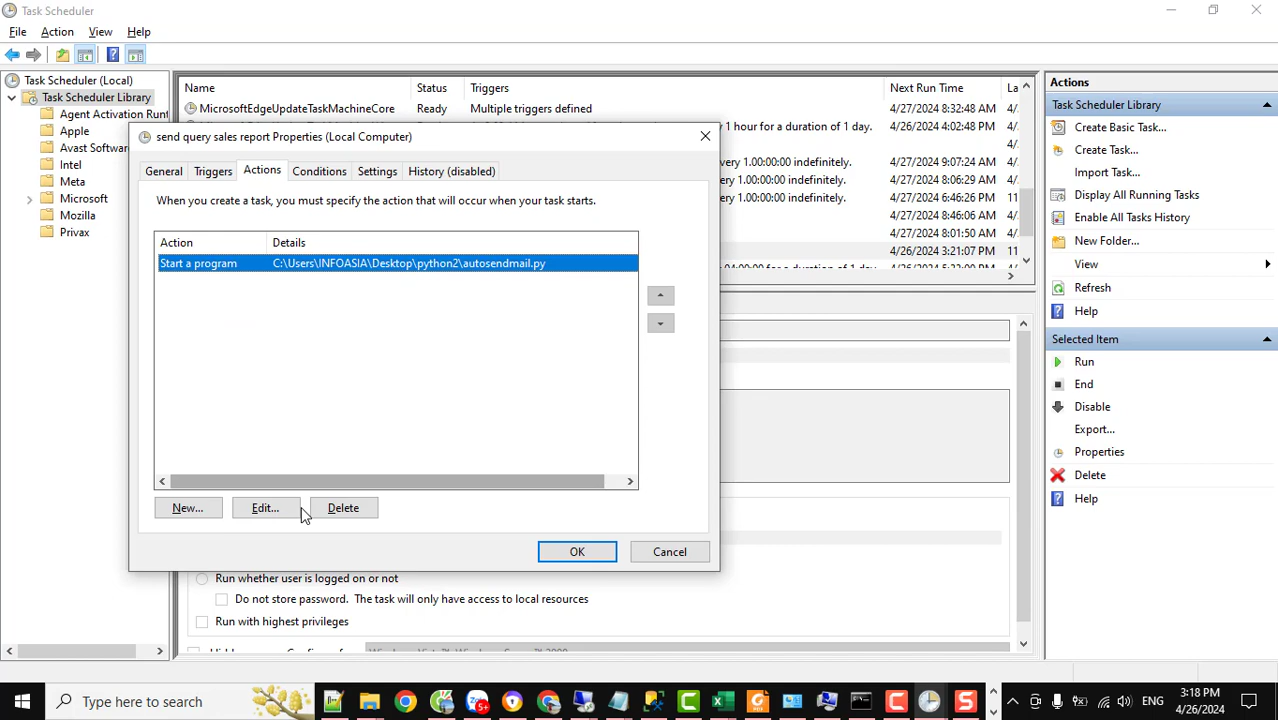 Task Scheduler
File Action View Help
Task Scheduler (Local)
Task Scheduler Library
Agent Activation Runt
Apple
Avast Software
Intel
Meta
Microsoft
Mozilla
Privax
Name Status Triggers Next Run Time La
MicrosoftEdgeUpdateTaskMachineCore Ready Multiple triggers defined 4/27/2024 8:32:48 AM 4/
y 1 hour for a duration of 1 day. 4/26/2024 4:02:48 PM 4/
4/
very 1.00:00:00 indefinitely. 4/27/2024 9:07:24 AM 4/
very 1.00:00:00 indefinitely. 4/27/2024 8:06:29 AM 4/
very 1.00:00:00 indefinitely. 4/
4/27/2024 8:46:06 AM 4/
4/27/2024 8:01:50 AM 4/
4/26/2024 3:21:07 PM 11
send query sales report Properties (Local Computer)
General Triggers Actions Conditions Settings History (disabled)
When you create a task, you must specify the action that will occur when your task starts.
Action Details
Start a program C:\Users\INFOASIA\Desktop\python2\autosendmail.py
New... Edit... Delete
OK Cancel
Run whether user is logged on or not
Do not store password. The task will only have access to local resources
Run with highest privileges
Actions
Task Scheduler Library
Create Basic Task...
Create Task...
Import Task...
Display All Running Tasks
Enable All Tasks History
New Folder...
View
Refresh
Help
Selected Item
Run
End
Disable
Export...
Properties
Delete
Help
Type here to search
5+
ENG
3:18 PM
4/26/2024